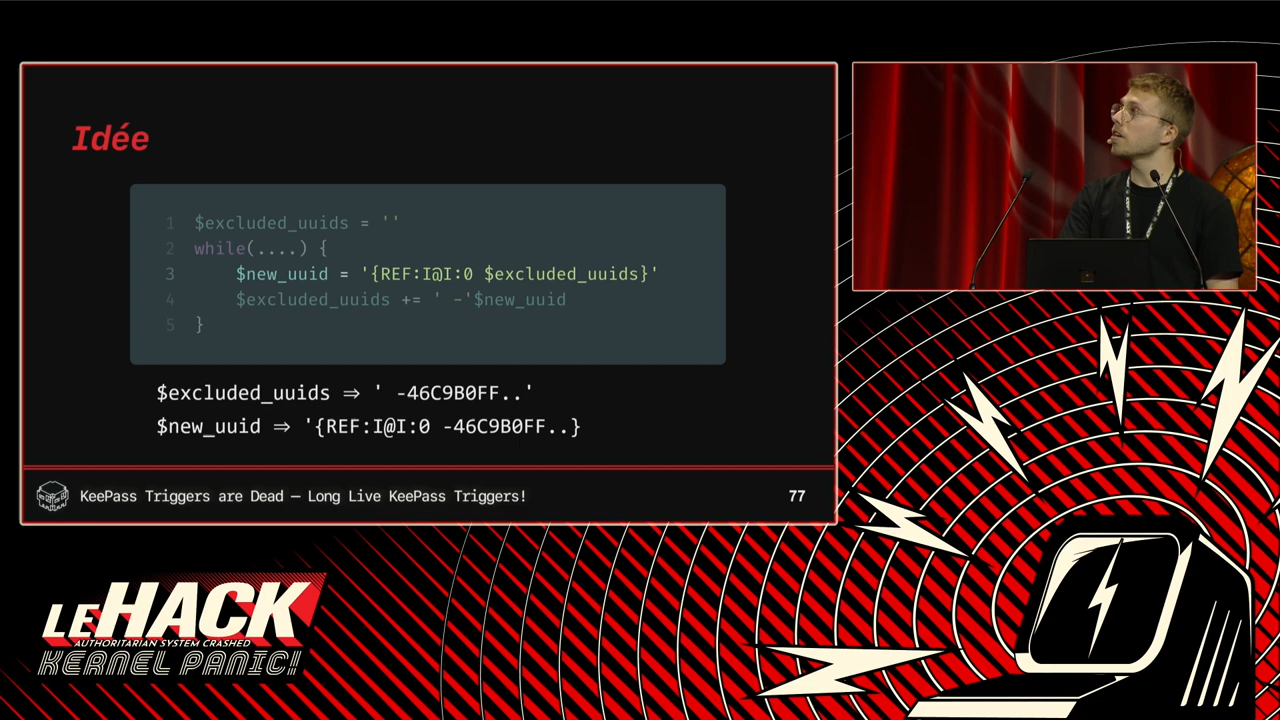 Idée
1 $excluded_uuids = ''
2 while(....) {
3 $new_uuid = '{REF:I@I:0 $excluded_uuids}'
4 $excluded_uuids += ' -'$new_uuid
5 }
$excluded_uuids ⇒ ' -46C9B0FF..'
$new_uuid ⇒ '{REF:I@I:0 -46C9B0FF..}
KeePass Triggers are Dead — Long Live KeePass Triggers!
77
LEHACK
AUTHORITARIAN SYSTEM CRASHED
KERNEL PANIC!